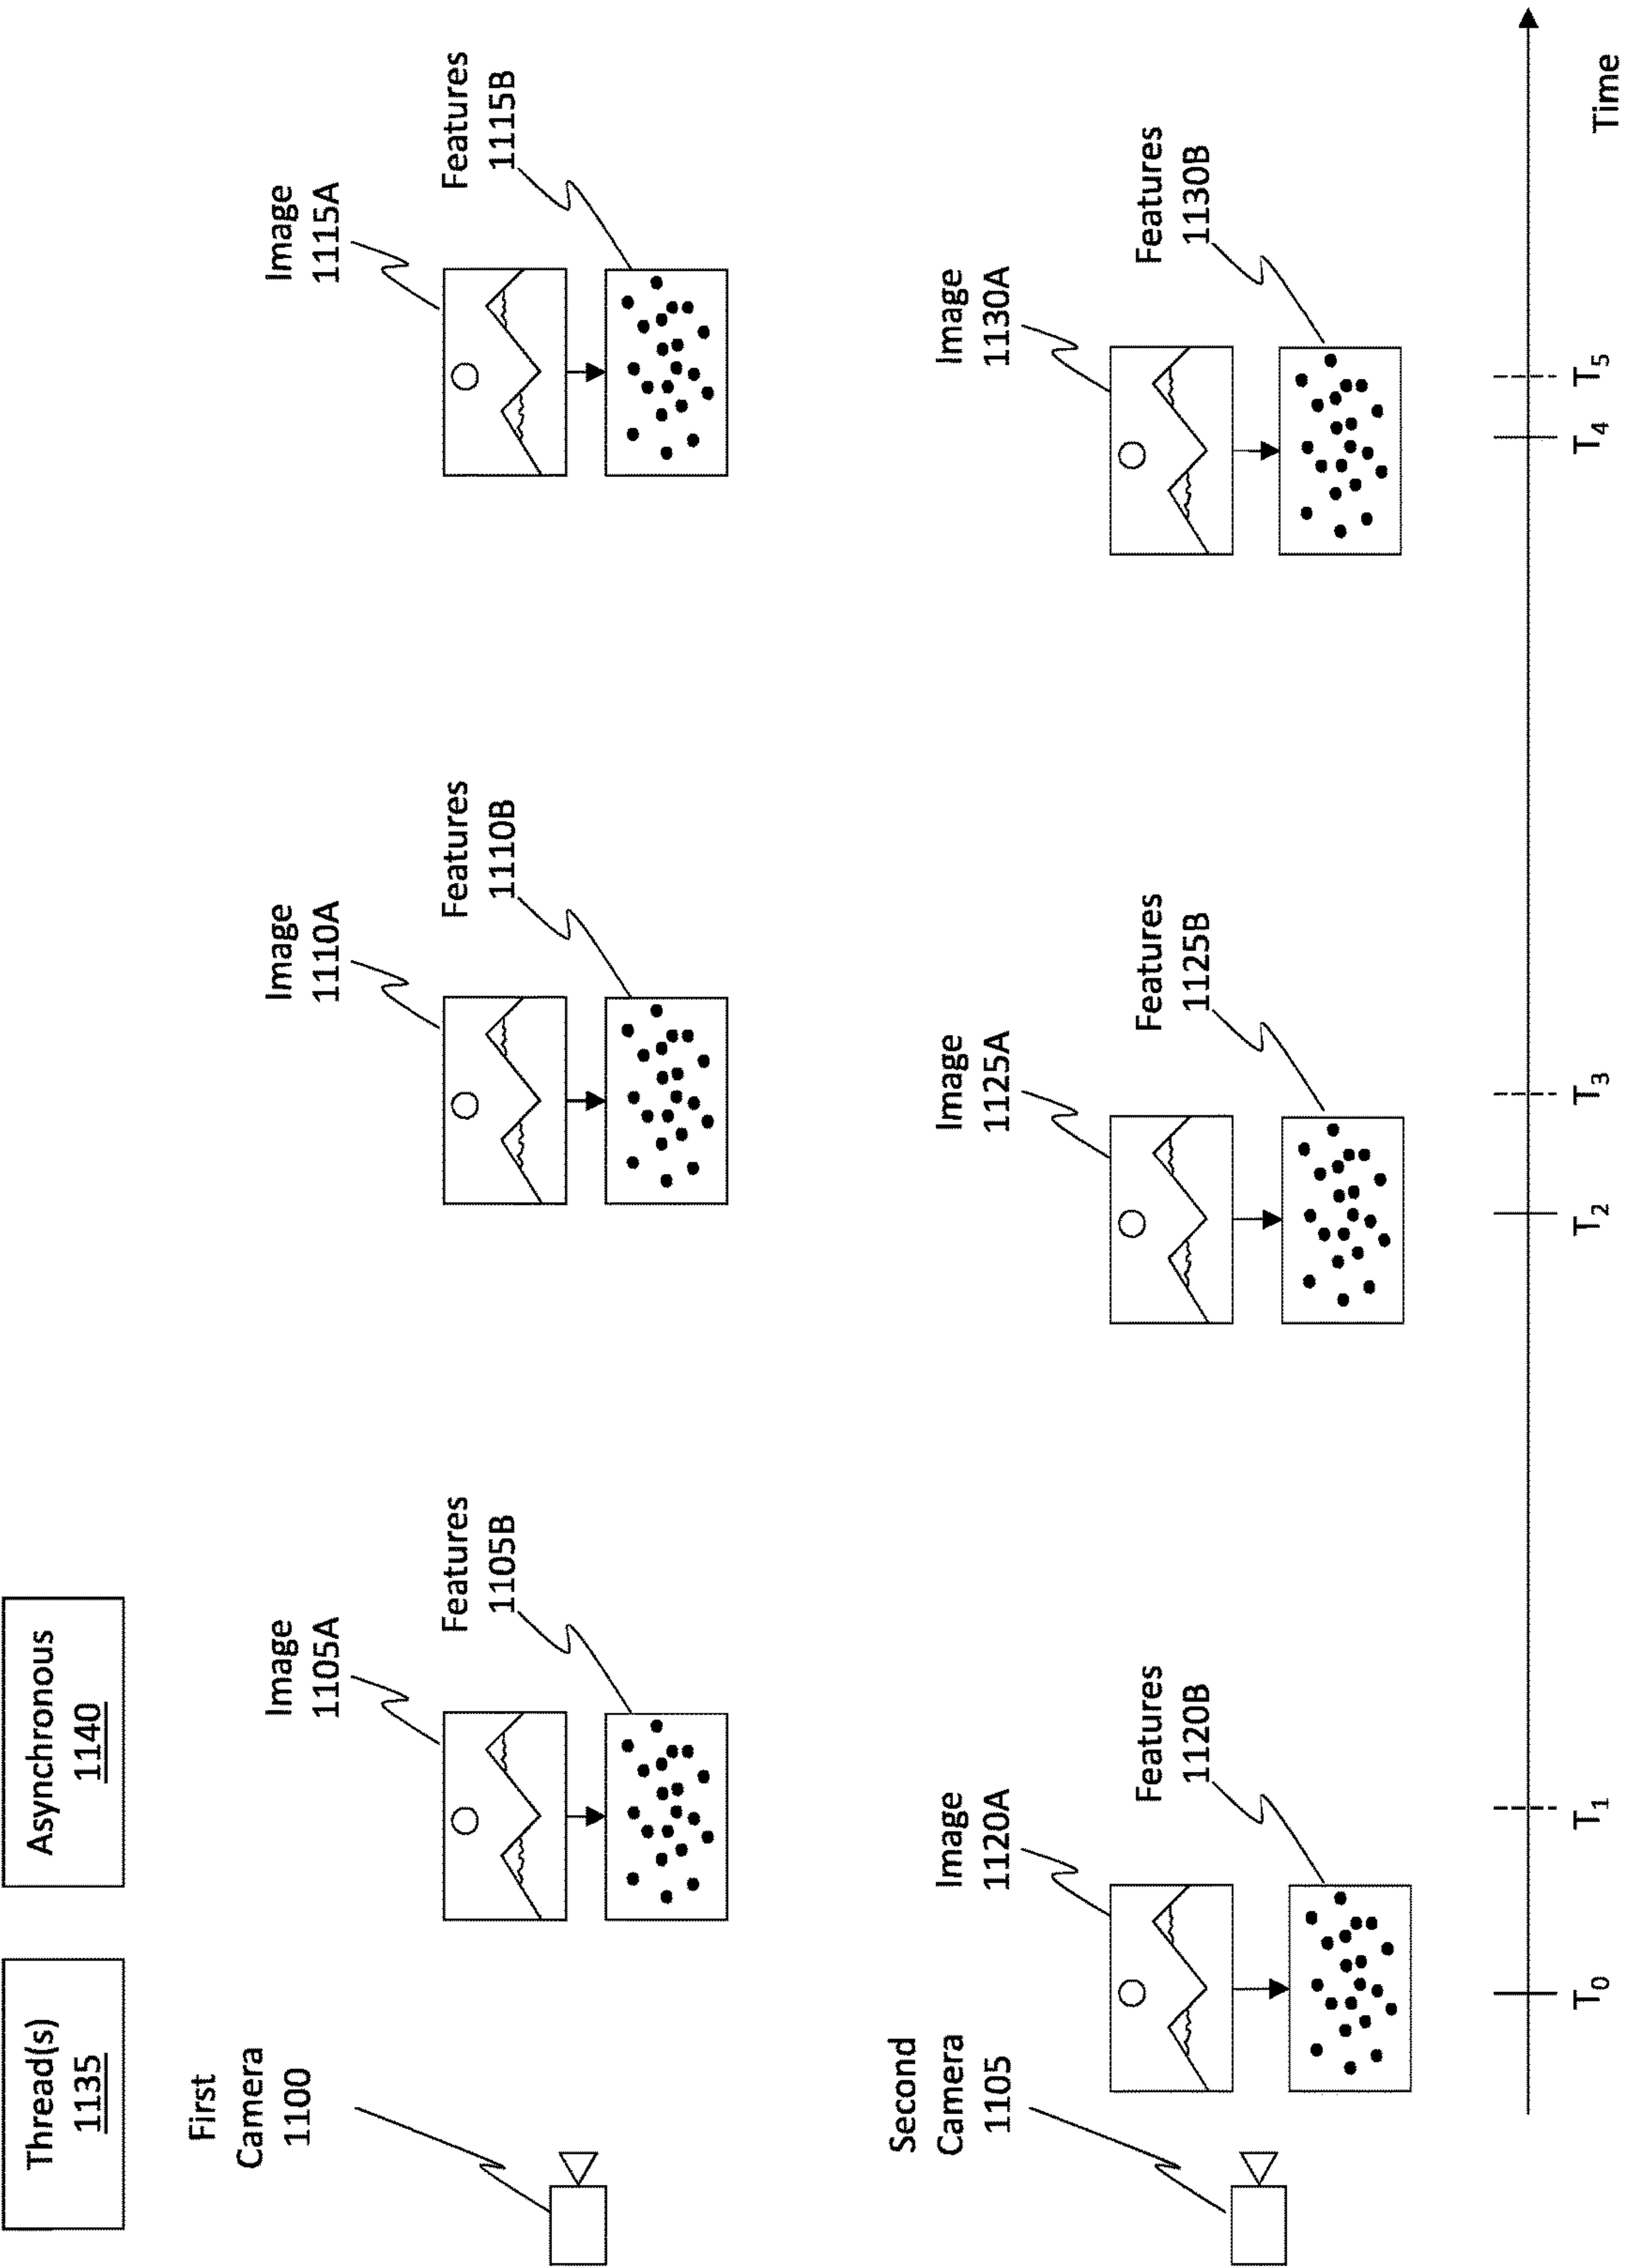 Thread(s)
1135
Asynchronous
1140
First
Camera
1100
Image
1105A
Features
1105B
Image
1110A
Features
1110B
Image
1115A
Features
1115B
Second
Camera
1105
Image
1120A
Features
1120B
Image
1125A
Features
1125B
Image
1130A
Features
1130B
T0
T1
T2
T3
T4
T5
Time